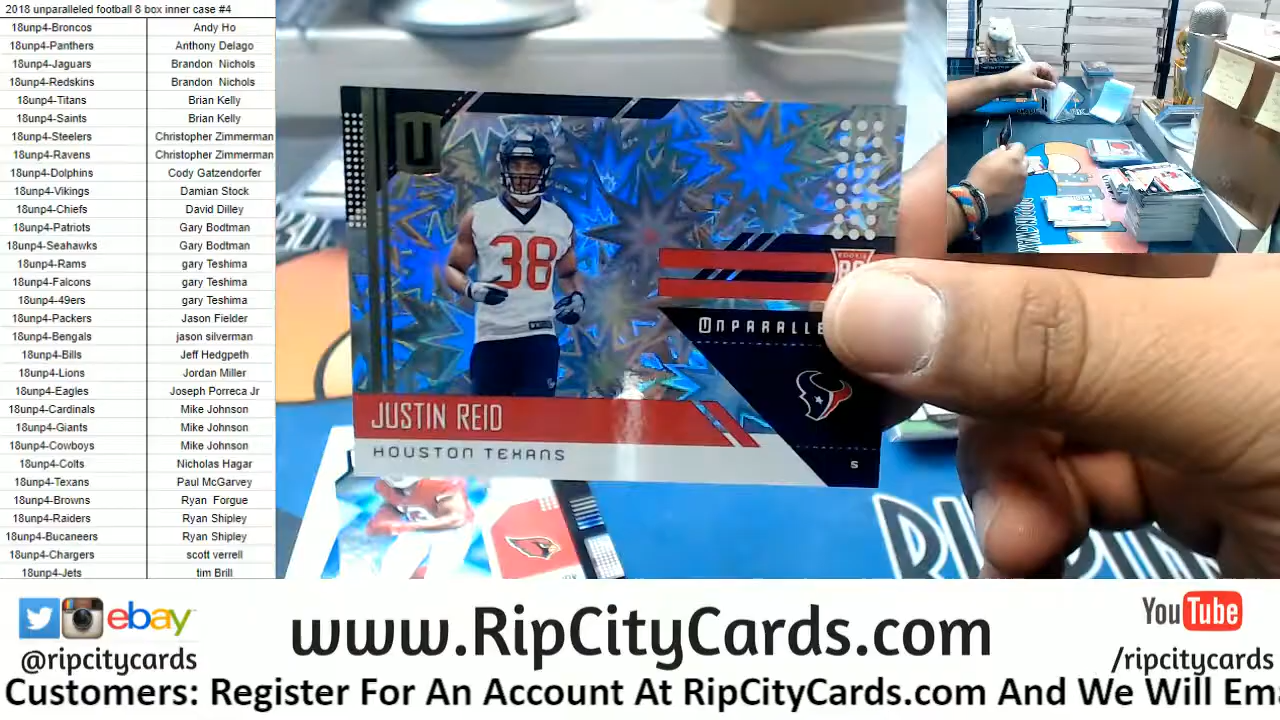 2018 unparalleled football 8 box inner case #4
18unp4-Broncos Andy Ho
18unp4-Panthers Anthony Delago
18unp4-Jaguars Brandon Nichols
18unp4-Redskins Brandon Nichols
18unp4-Titans Brian Kelly
18unp4-Saints Brian Kelly
18unp4-Steelers Christopher Zimmerman
18unp4-Ravens Christopher Zimmerman
18unp4-Dolphins Cody Gatzendorfer
18unp4-Vikings Damian Stock
18unp4-Chiefs David Dilley
18unp4-Patriots Gary Bodtman
18unp4-Seahawks Gary Bodtman
18unp4-Rams gary Teshima
18unp4-Falcons gary Teshima
18unp4-49ers gary Teshima
18unp4-Packers Jason Fielder
18unp4-Bengals jason silverman
18unp4-Bills Jeff Hedgpeth
18unp4-Lions Jordan Miller
18unp4-Eagles Joseph Porreca Jr
18unp4-Cardinals Mike Johnson
18unp4-Giants Mike Johnson
18unp4-Cowboys Mike Johnson
18unp4-Colts Nicholas Hagar
18unp4-Texans Paul McGarvey
18unp4-Browns Ryan Forgue
18unp4-Raiders Ryan Shipley
18unp4-Bucaneers Ryan Shipley
18unp4-Chargers scott verrell
18unp4-Jets tim Brill
U
38
UNPARALLE
JUSTIN REID
HOUSTON TEXANS
S
ebay
@ripcitycards
www.RipCityCards.com
YouTube
/ripcitycards
Customers: Register For An Account At RipCityCards.com And We Will Ema